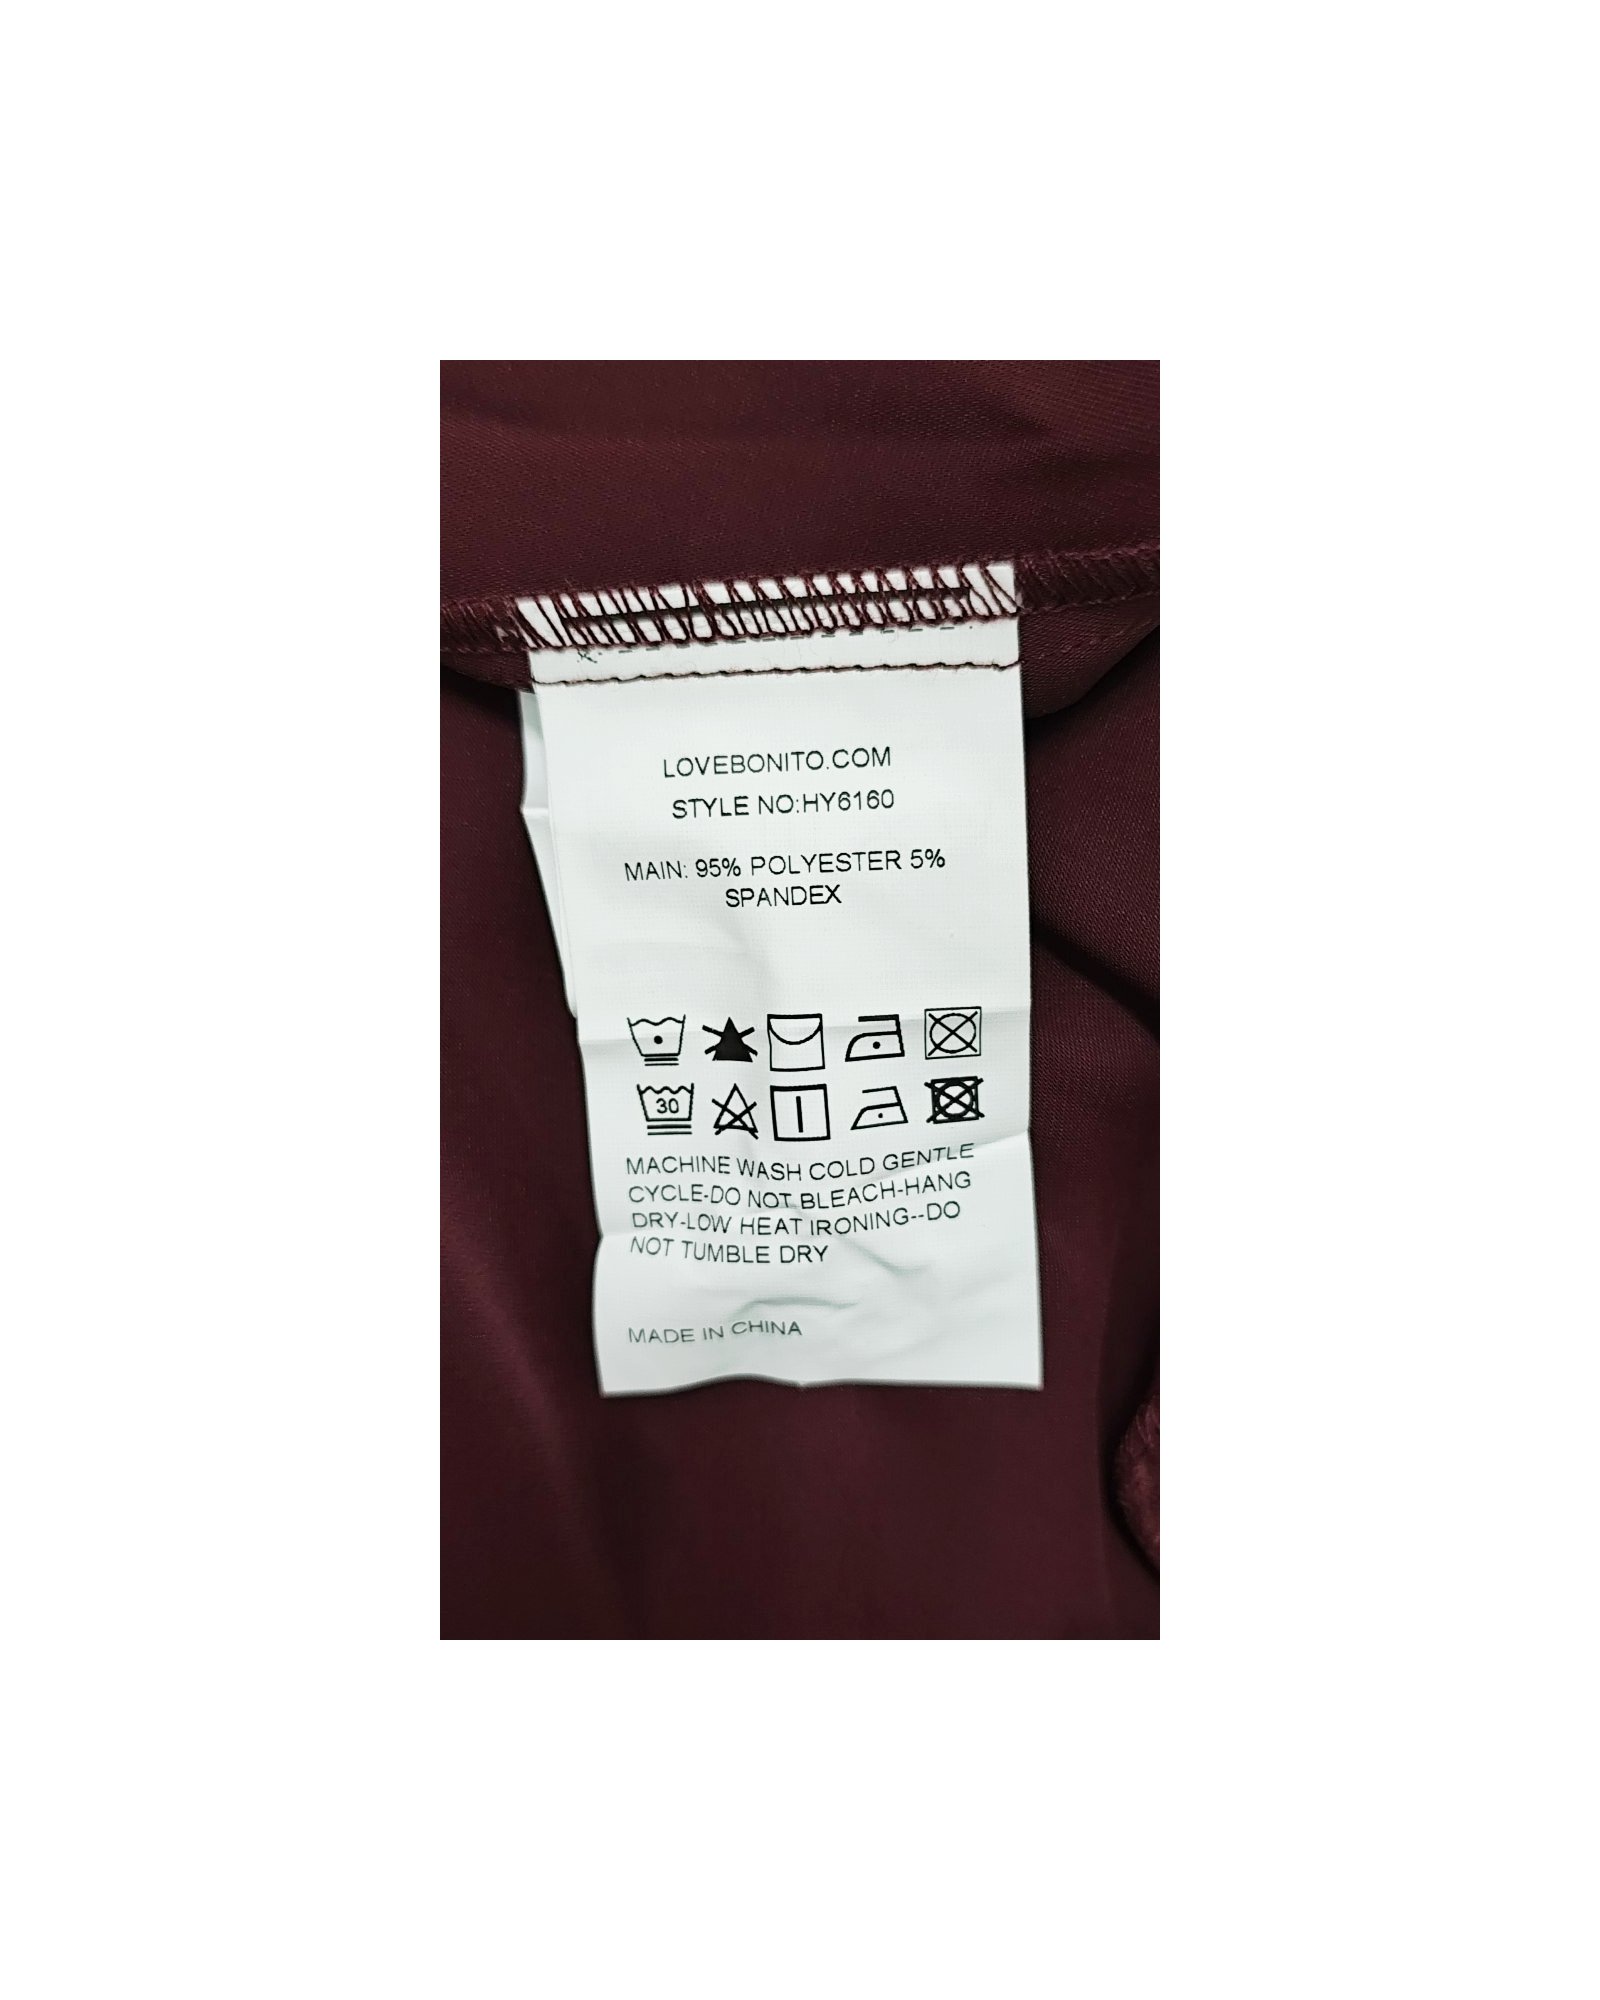 LOVEBONITO.COM
STYLE NO:HY6160
MAIN: 95% POLYESTER 5%
SPANDEX
30
MACHINE WASH COLD GENTLE
CYCLE-DO NOT BLEACH-HANG
DRY-LOW HEAT IRONING--DO
NOT TUMBLE DRY
MADE IN CHINA